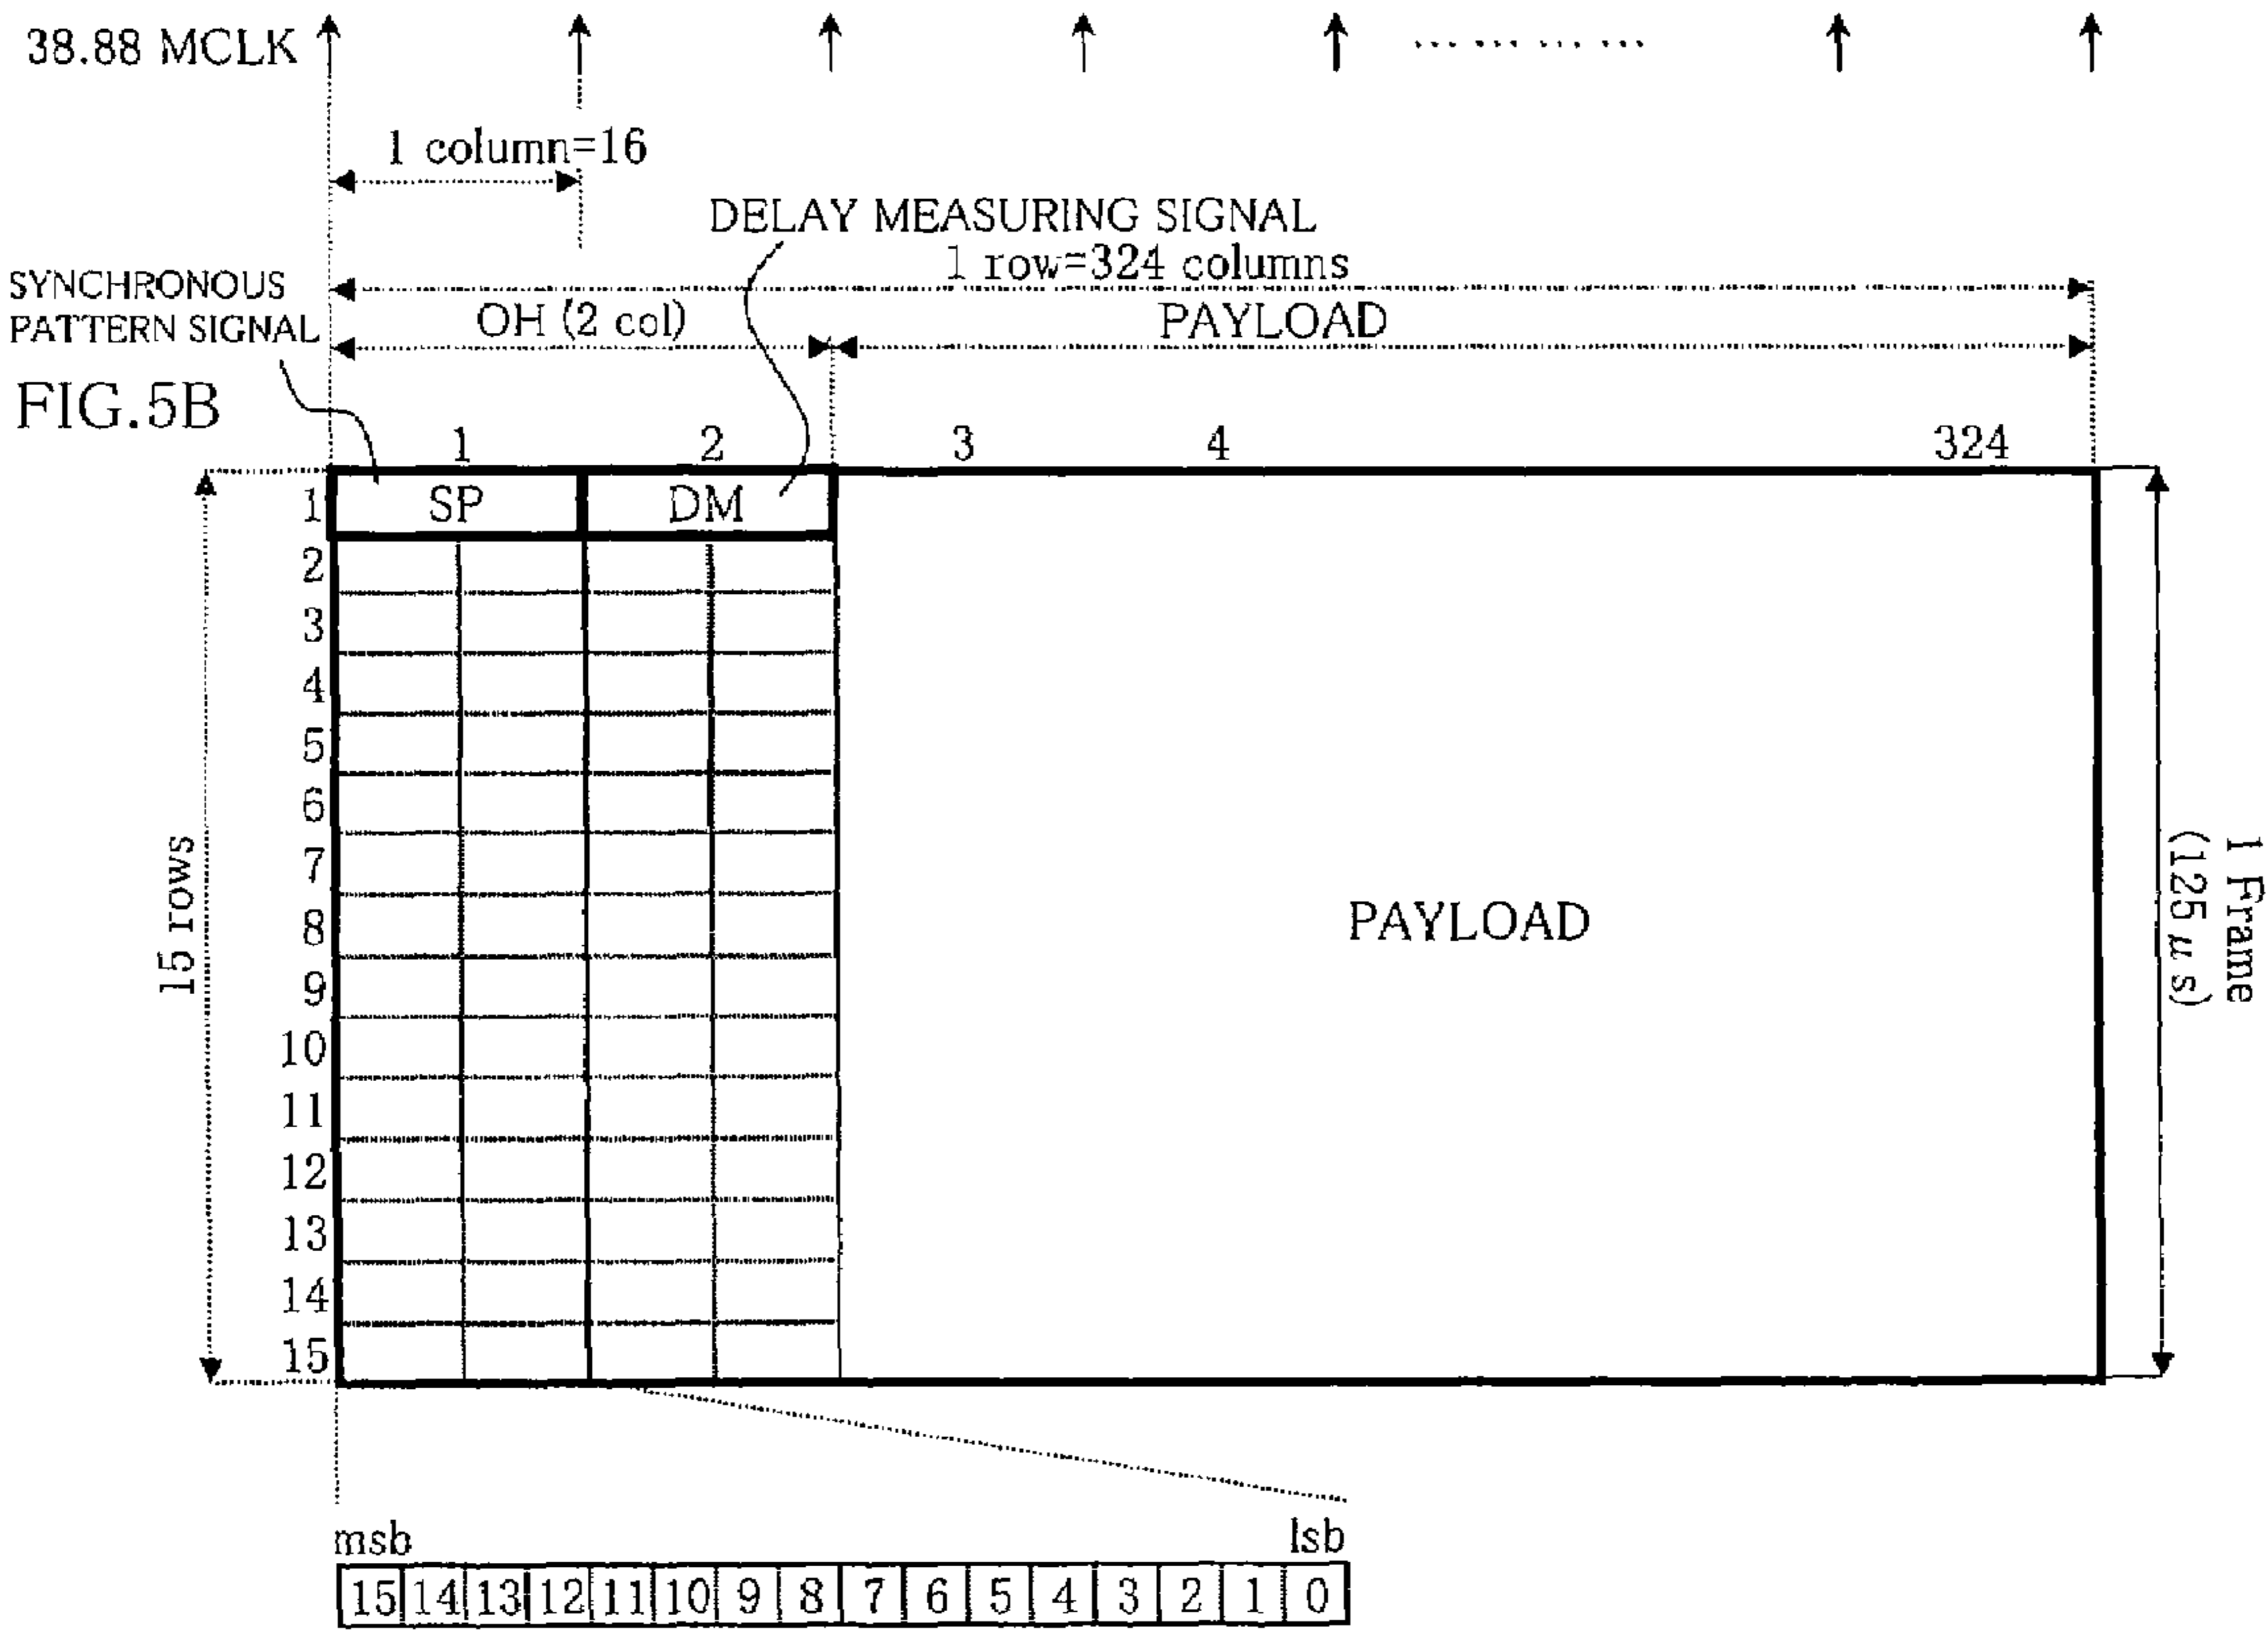 38.88 MCLK
1 column=16
DELAY MEASURING SIGNAL
1 row=324 columns
SYNCHRONOUS
PATTERN SIGNAL
OH (2 col)
PAYLOAD
FIG.5B
1 2 3 4 324
1 SP DM
2
3
4
5
6
7
8
9
10
11
12
13
14
15
15 rows
PAYLOAD
1 Frame
(125 μ s)
msb lsb
15 14 13 12 11 10 9 8 7 6 5 4 3 2 1 0